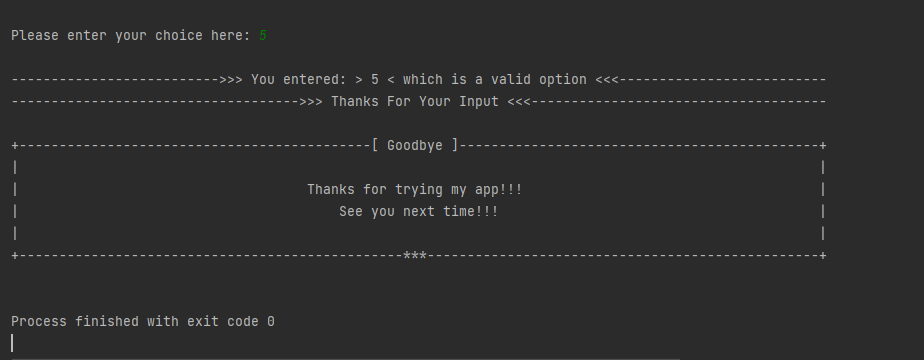 Please enter your choice here: 5
-------------------------->>> You entered: > 5 < which is a valid option <<<--------------------------
------------------------------------>>> Thanks For Your Input <<<-------------------------------------
+--------------------------------------------[ Goodbye ]---------------------------------------------+
|                                                                                                    |
|                                    Thanks for trying my app!!!                                     |
|                                        See you next time!!!                                        |
|                                                                                                    |
+------------------------------------------------***-------------------------------------------------+
Process finished with exit code 0